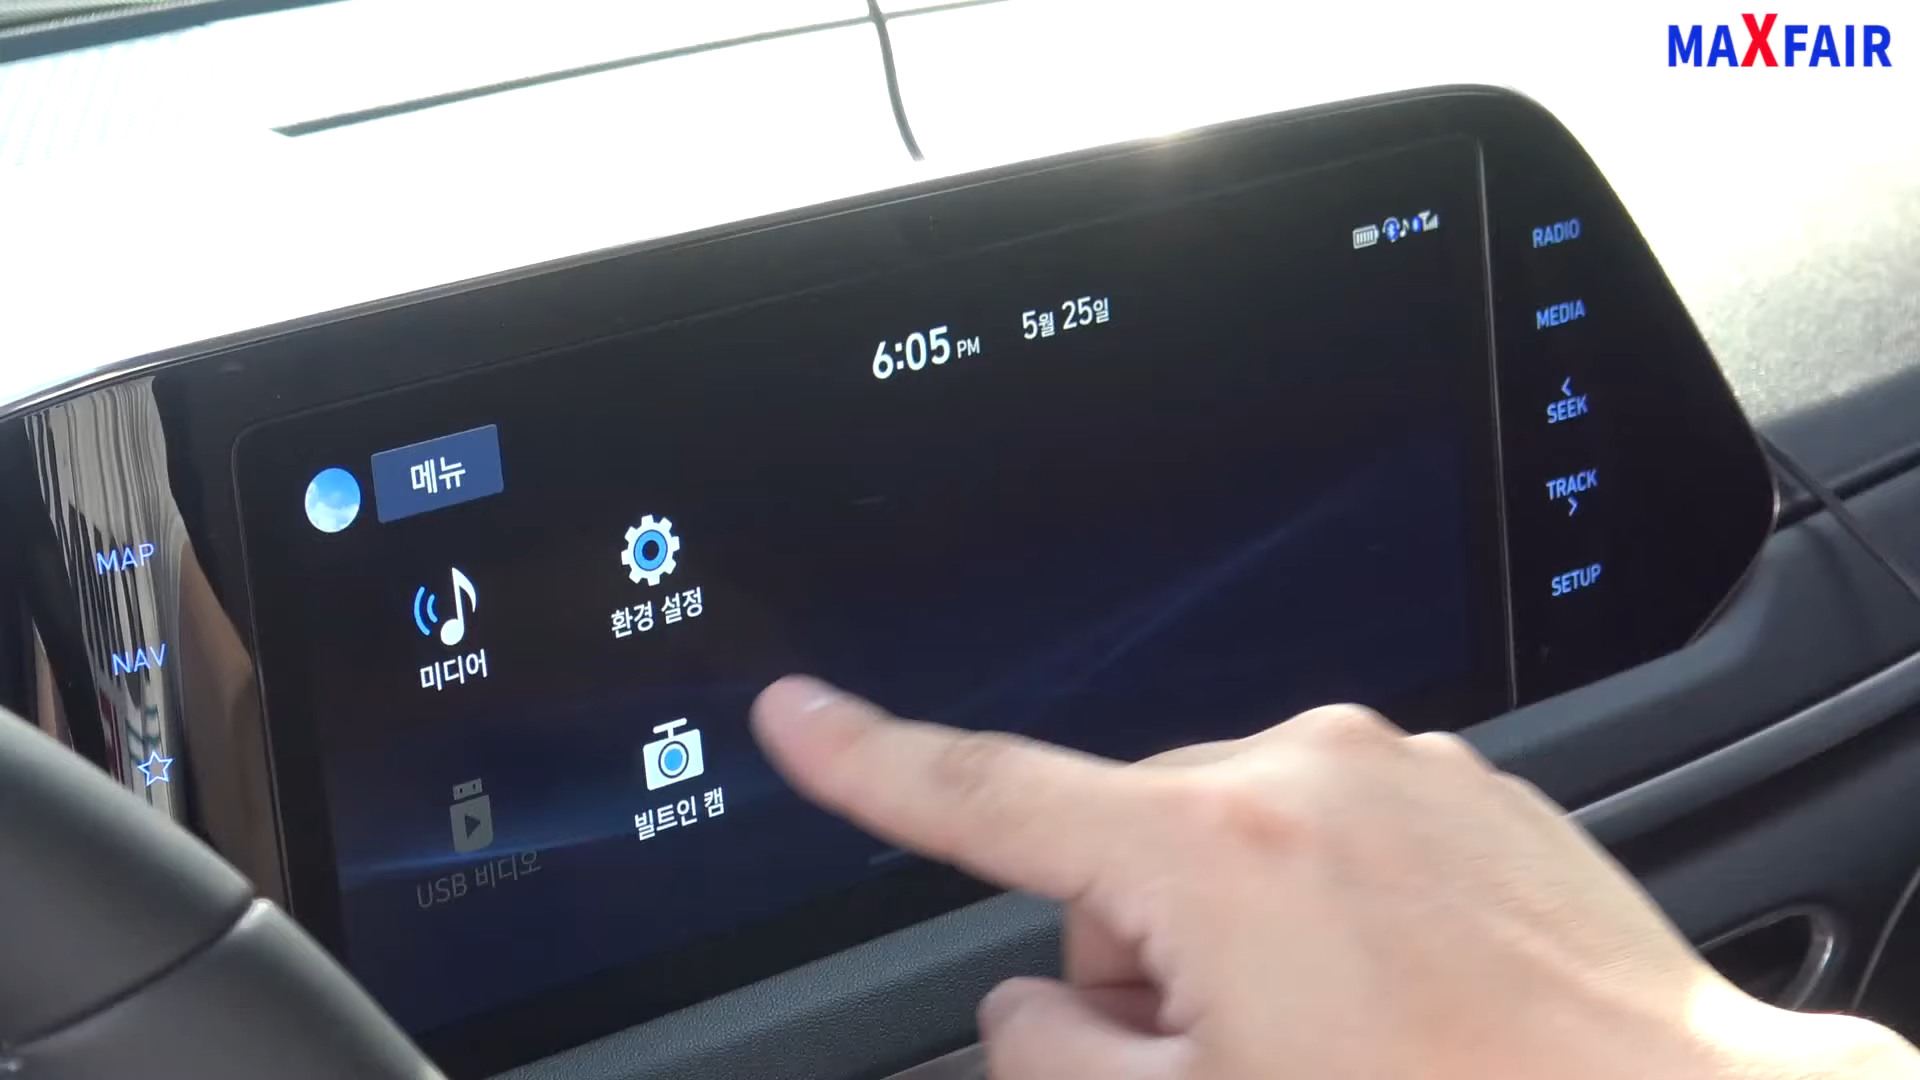 MAXFAIR
6:05 PM 5월 25일
메뉴
미디어
환경 설정
USB 비디오
빌트인 캠
MAP
NAV
RADIO
MEDIA
<
SEEK
TRACK
>
SETUP